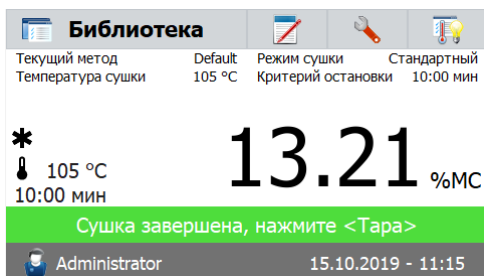 Библиотека
Текущий метод Default Режим сушки Стандартный
Температура сушки 105 °C Критерий остановки 10:00 мин
13.21 %MC
105 °C
10:00 мин
Сушка завершена, нажмите <Тара>
Administrator 15.10.2019 - 11:15